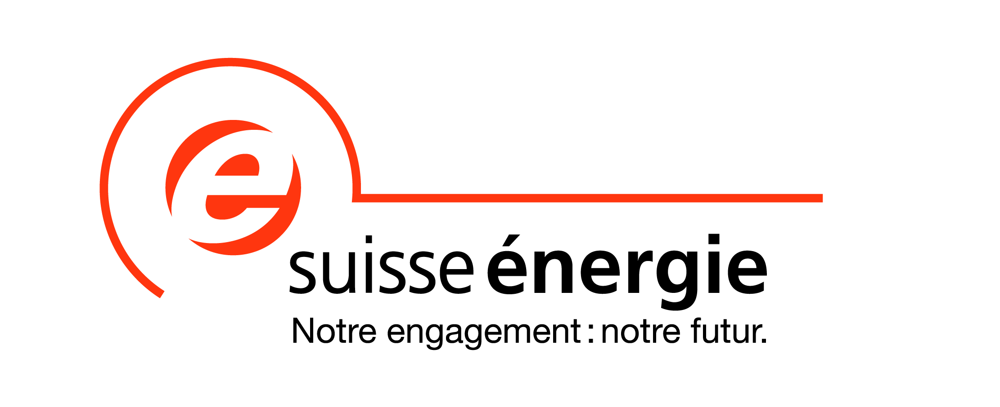 e
suisse énergie
Notre engagement : notre futur.